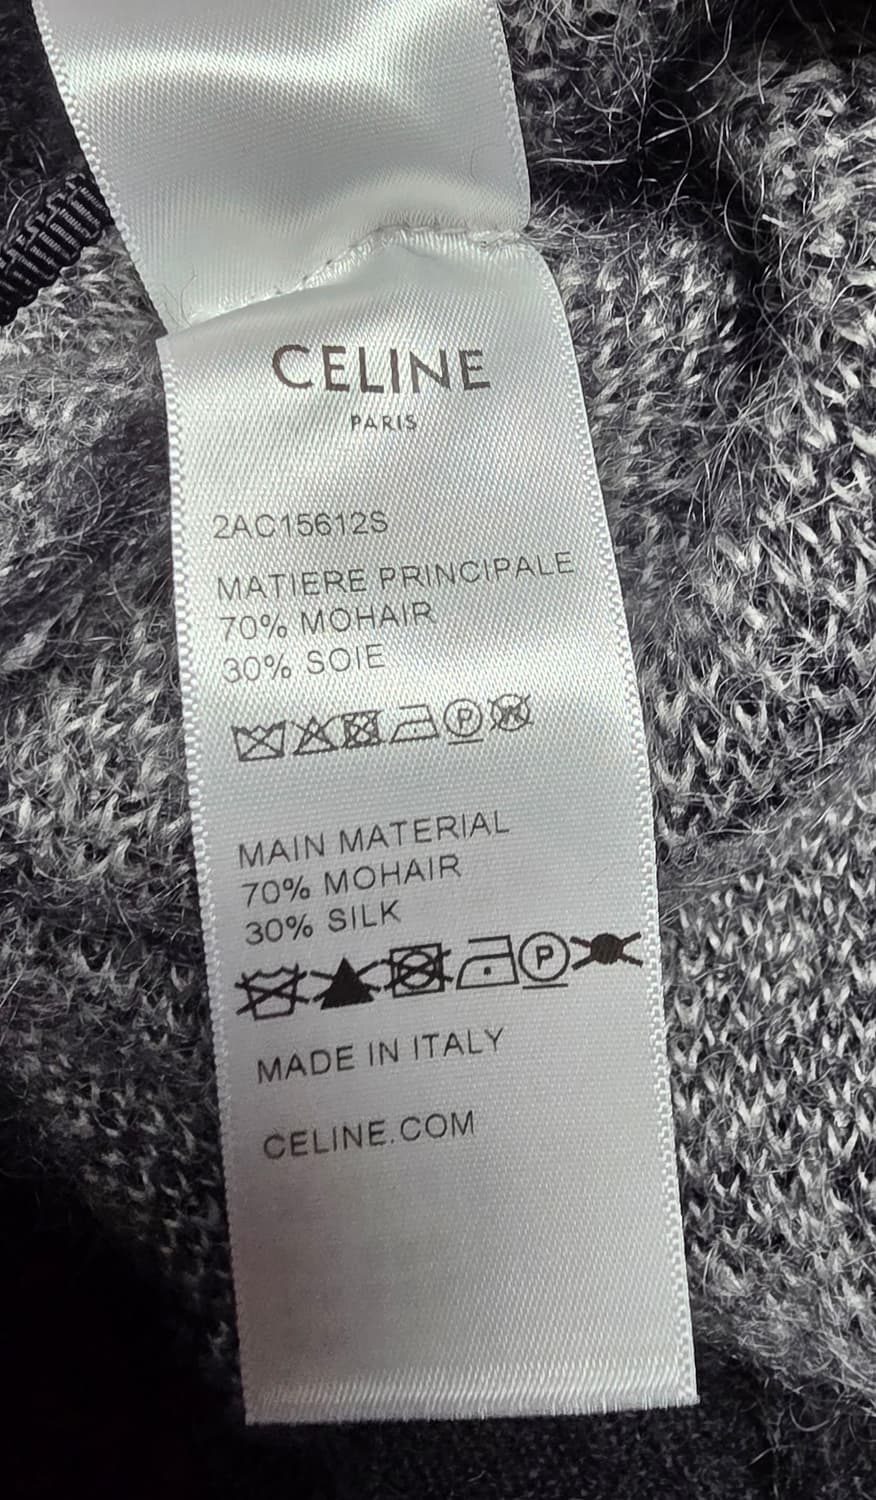 CELINE
PARIS
2AC15612S
MATIERE PRINCIPALE
70% MOHAIR
30% SOIE
P W
MAIN MATERIAL
70% MOHAIR
30% SILK
P
MADE IN ITALY
CELINE.COM